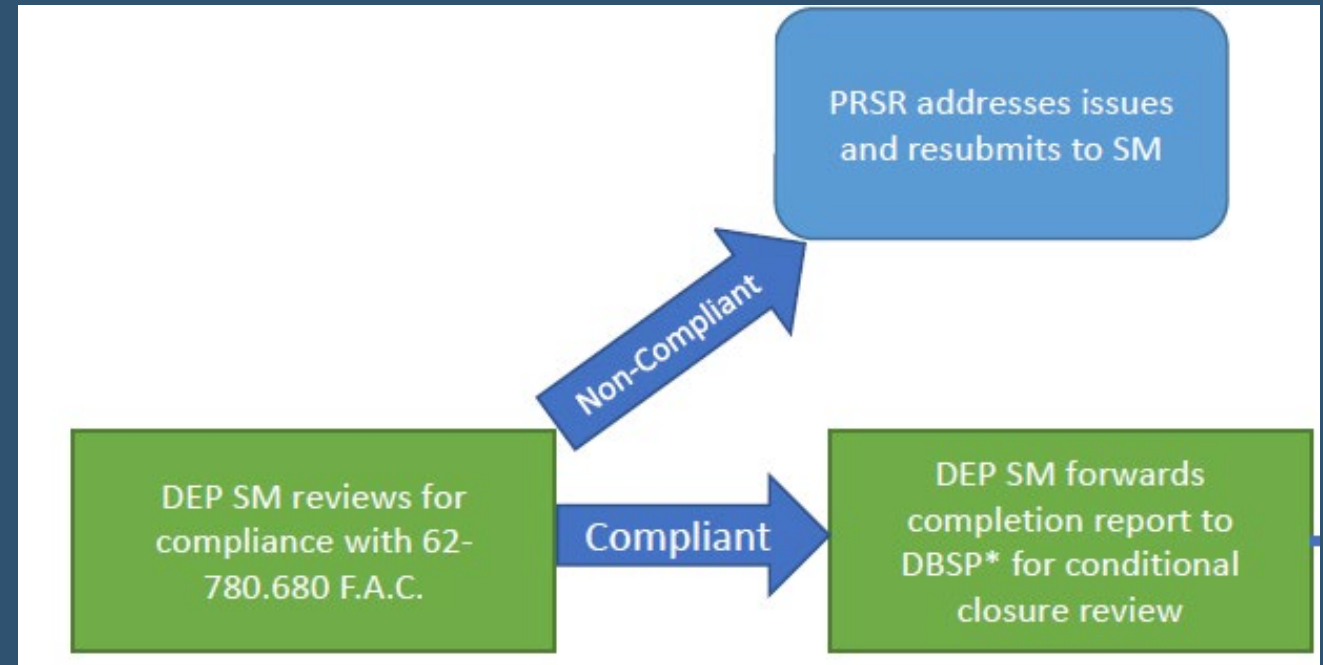 PRSR addresses issues
and resubmits to SM
Non-Compliant
DEP SM reviews for
compliance with 62-
780.680 F.A.C.
Compliant
DEP SM forwards
completion report to
DBSP* for conditional
closure review